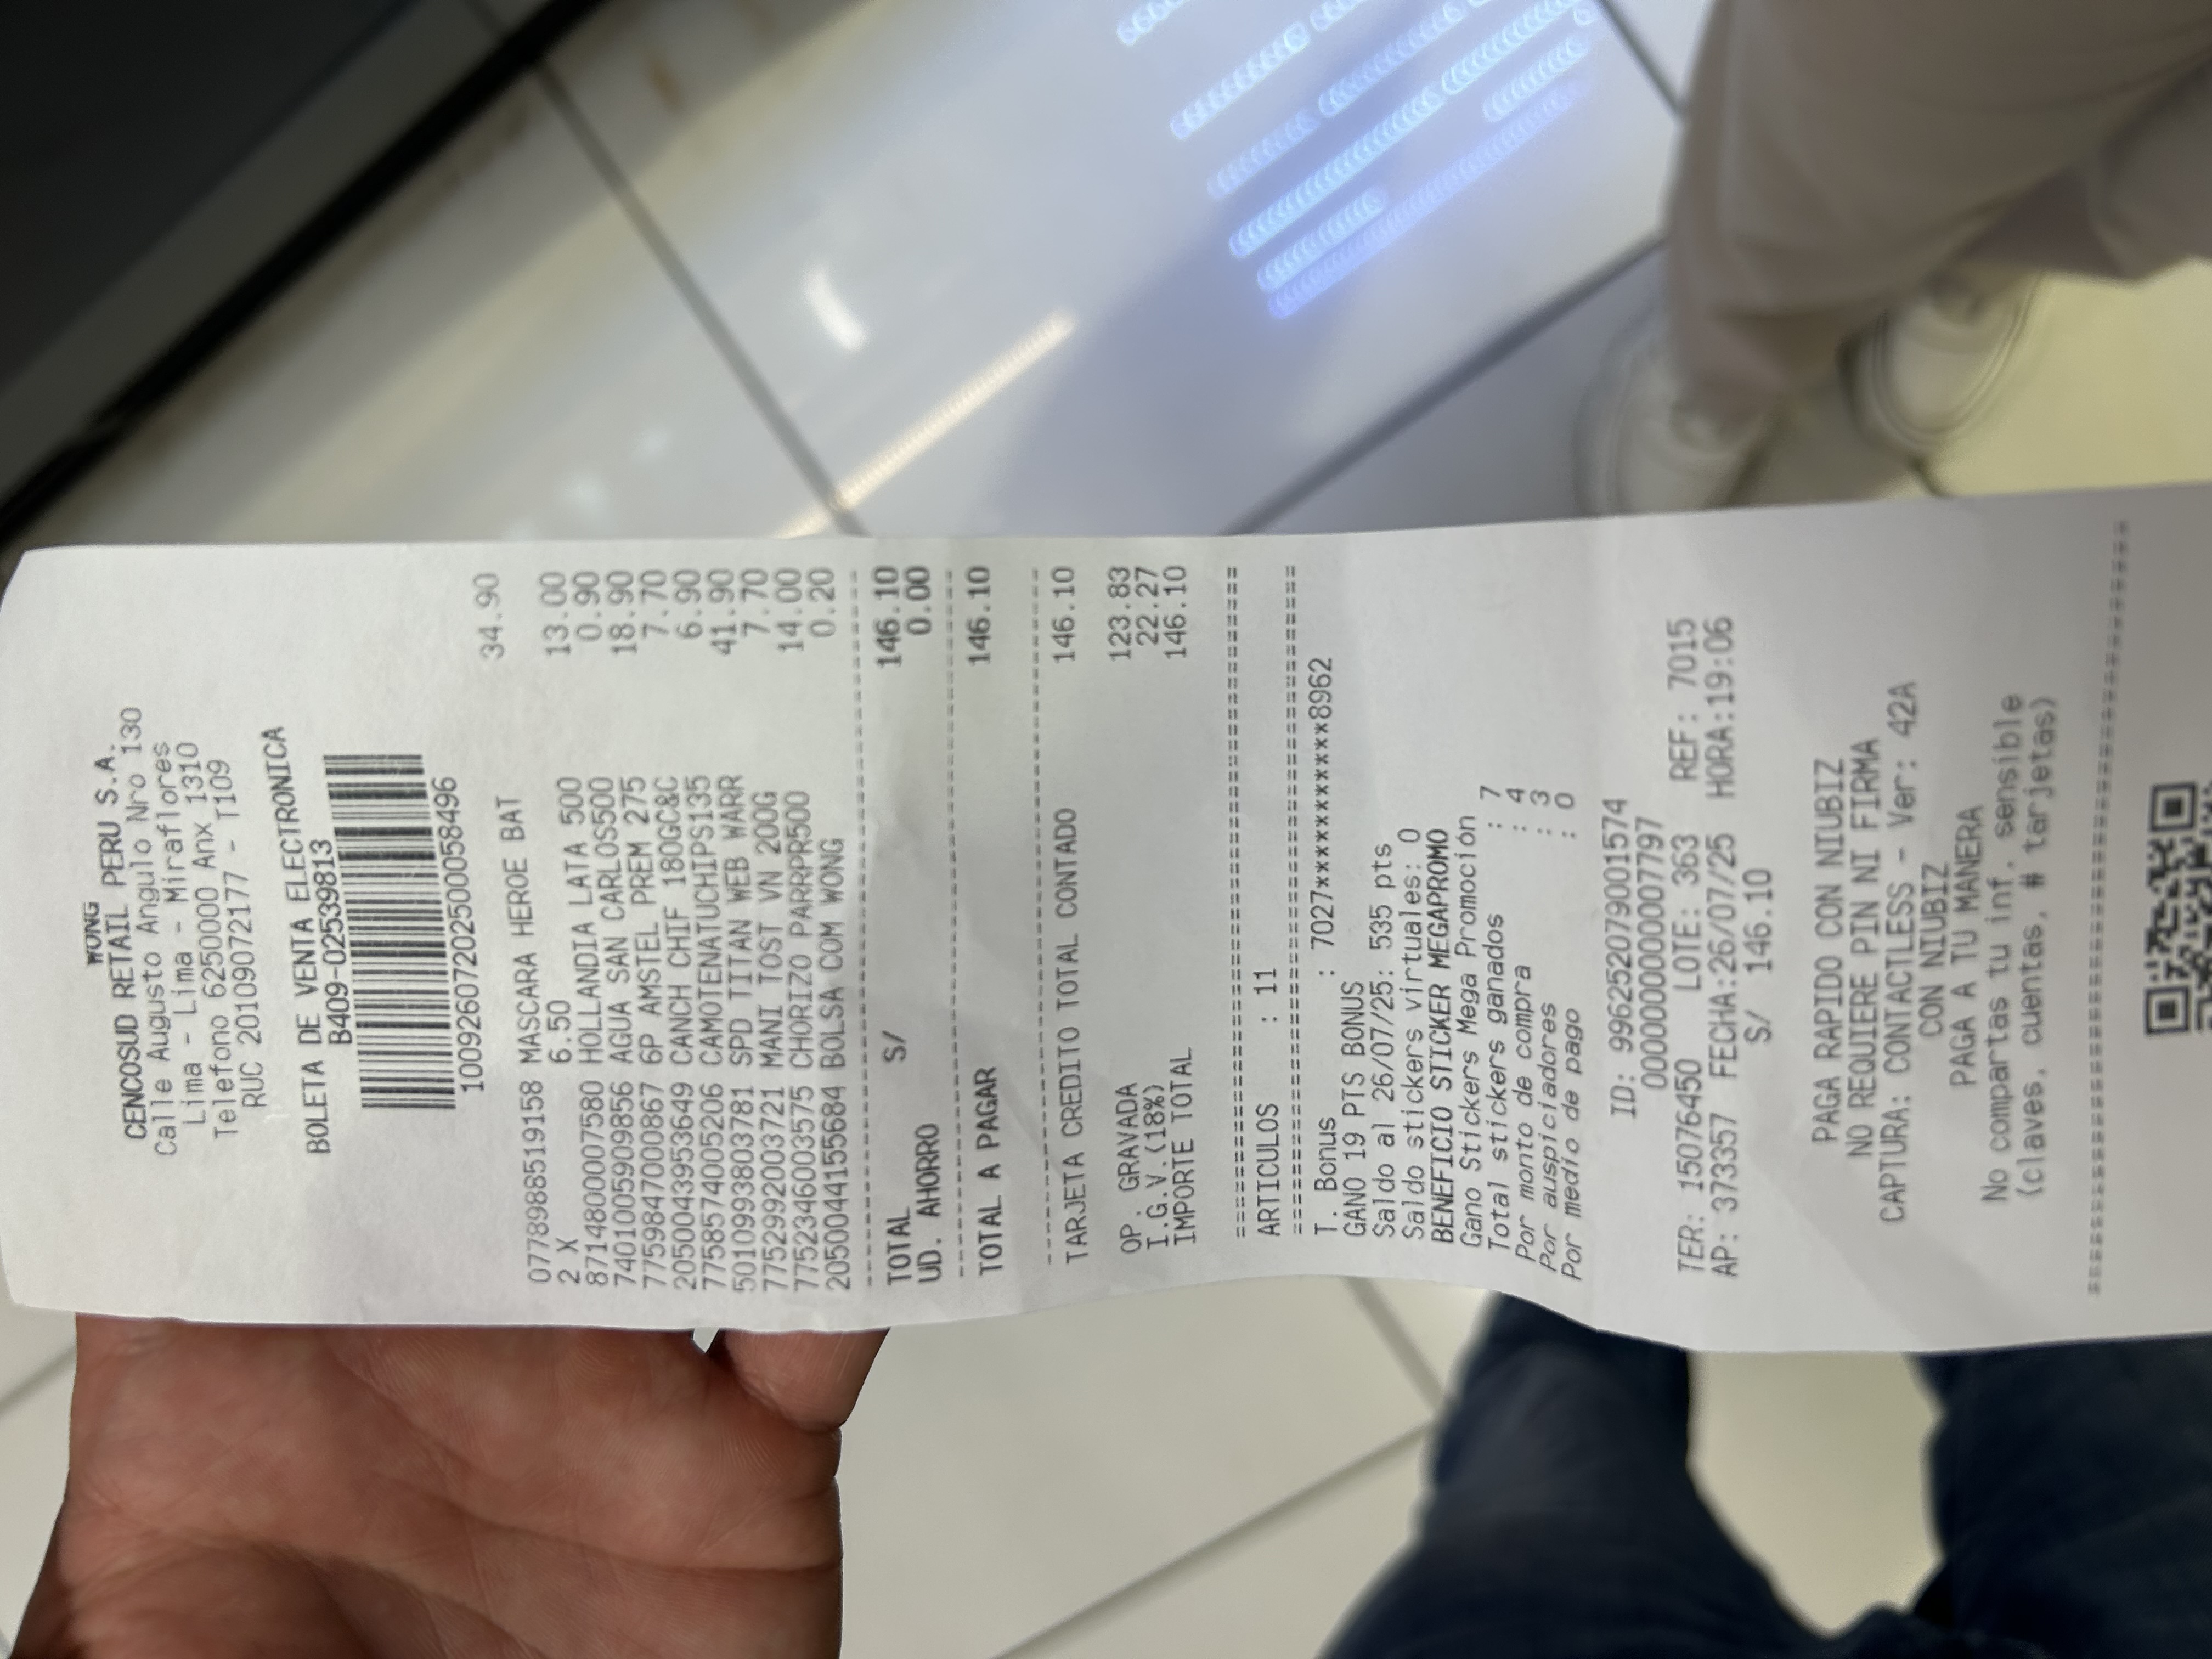 WONG
CENCOSUD RETAIL PERU S.A.
Calle Augusto Angulo Nro 130
Lima - Lima - Miraflores
Telefono 6250000 Anx 1310
RUC 20109072177 - T109
BOLETA DE VENTA ELECTRONICA
B409-02539813
10092607202500058496
0778988519158 MASCARA HEROE BAT 34.90
2 X 6.50
8714800007580 HOLLANDIA LATA 500 13.00
7401005909856 AGUA SAN CARLOS500 0.90
7759847000867 6P AMSTEL PREM 275 18.90
2050043953649 CANCH CHIF 180GC&C 7.70
7758574005206 CAMOTENATUCHIPS135 6.90
5010993803781 SPD TITAN WEB WARR 41.90
7752992003721 MANI TOST VN 200G 7.70
7752346003575 CHORIZO PARRPR500 14.00
2050044155684 BOLSA COM WONG 0.20
TOTAL S/ 146.10
UD. AHORRO 0.00
TOTAL A PAGAR 146.10
TARJETA CREDITO TOTAL CONTADO 146.10
OP. GRAVADA 123.83
I.G.V.(18%) 22.27
IMPORTE TOTAL 146.10
ARTICULOS : 11
T. Bonus : 7027***********8962
GANO 19 PTS BONUS
Saldo al 26/07/25: 535 pts
Saldo stickers virtuales: 0
BENEFICIO STICKER MEGAPROMO
Gano Stickers Mega Promoción
Total stickers ganados : 7
Por monto de compra : 4
Por auspiciadores : 3
Por medio de pago : 0
ID: 996252079001574
0000000000007797
TER: 15076450 LOTE: 363 REF: 7015
AP: 373357 FECHA:26/07/25 HORA:19:06
S/ 146.10
PAGA RAPIDO CON NIUBIZ
NO REQUIERE PIN NI FIRMA
CAPTURA: CONTACTLESS - Ver: 42A
CON NIUBIZ
PAGA A TU MANERA
No compartas tu inf. sensible
(claves, cuentas, # tarjetas)